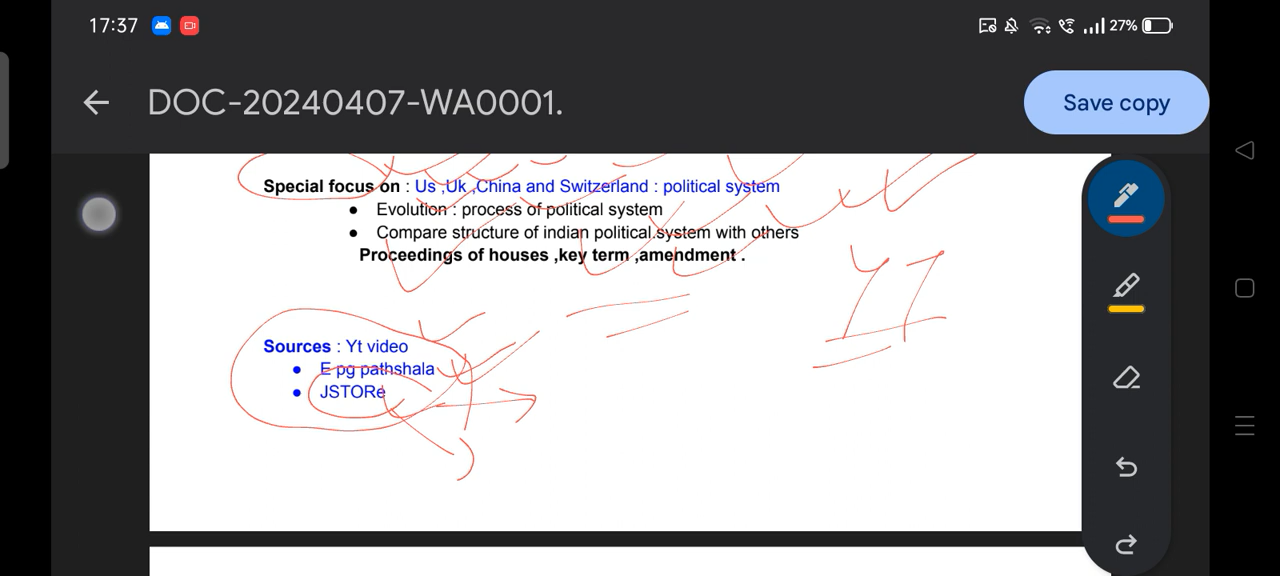 17:37
27%
DOC-20240407-WA0001.
Save copy
Special focus on : Us ,Uk ,China and Switzerland : political system
● Evolution : process of political system
● Compare structure of indian political.system with others
Proceedings of houses ,key term ,amendment .
YT
Sources : Yt video
● E pg pathshala
● JSTORe